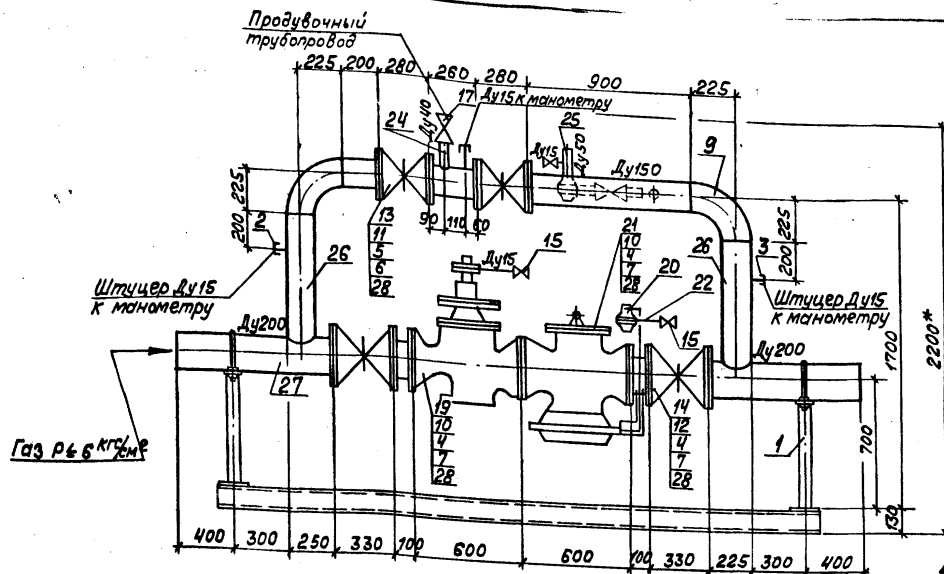 Продувочный
трубопровод
225 200 280 260 280 900 225
17 Ду15 к манометру
24 Ду40 25
Ду15 Ду50
Ду150 9
225
200
2
90 110 60
13
11
5
6
28
26
Ду15 15
21
10
4
7
28
20
22
15
26
3
225
200
Штуцер Ду15
к манометру
Штуцер Ду15
к манометру
Ду200
Ду200
27
19
10
4
7
28
14
12
4
7
28
1
Газ Р≤6 кгс/см²
700
1700
2200*
130
400 300 250 330 100 600 600 100 330 225 300 400